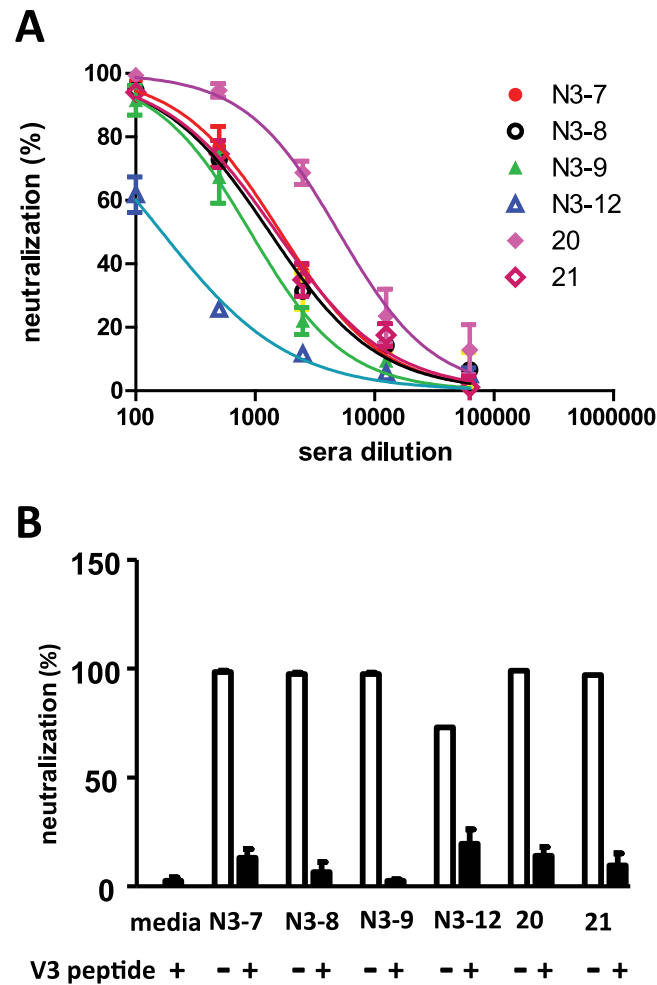 A
neutralization (%)
100
80
60
40
20
0
100 1000 10000 100000 1000000
sera dilution
N3-7
N3-8
N3-9
N3-12
20
21
B
neutralization (%)
150
100
50
0
media N3-7 N3-8 N3-9 N3-12 20 21
V3 peptide + - + - + - + - + - + - +